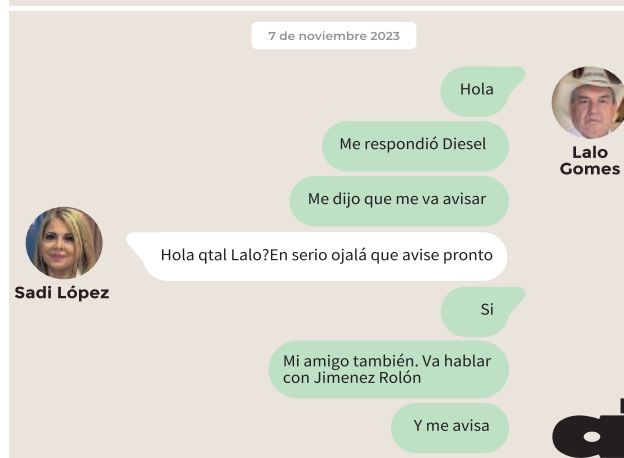 7 de noviembre 2023
Hola
Lalo
Gomes
Me respondió Diesel
Me dijo que me va avisar
Hola qtal Lalo?En serio ojalá que avise pronto
Sadi López
Si
Mi amigo también. Va hablar
con Jimenez Rolón
Y me avisa